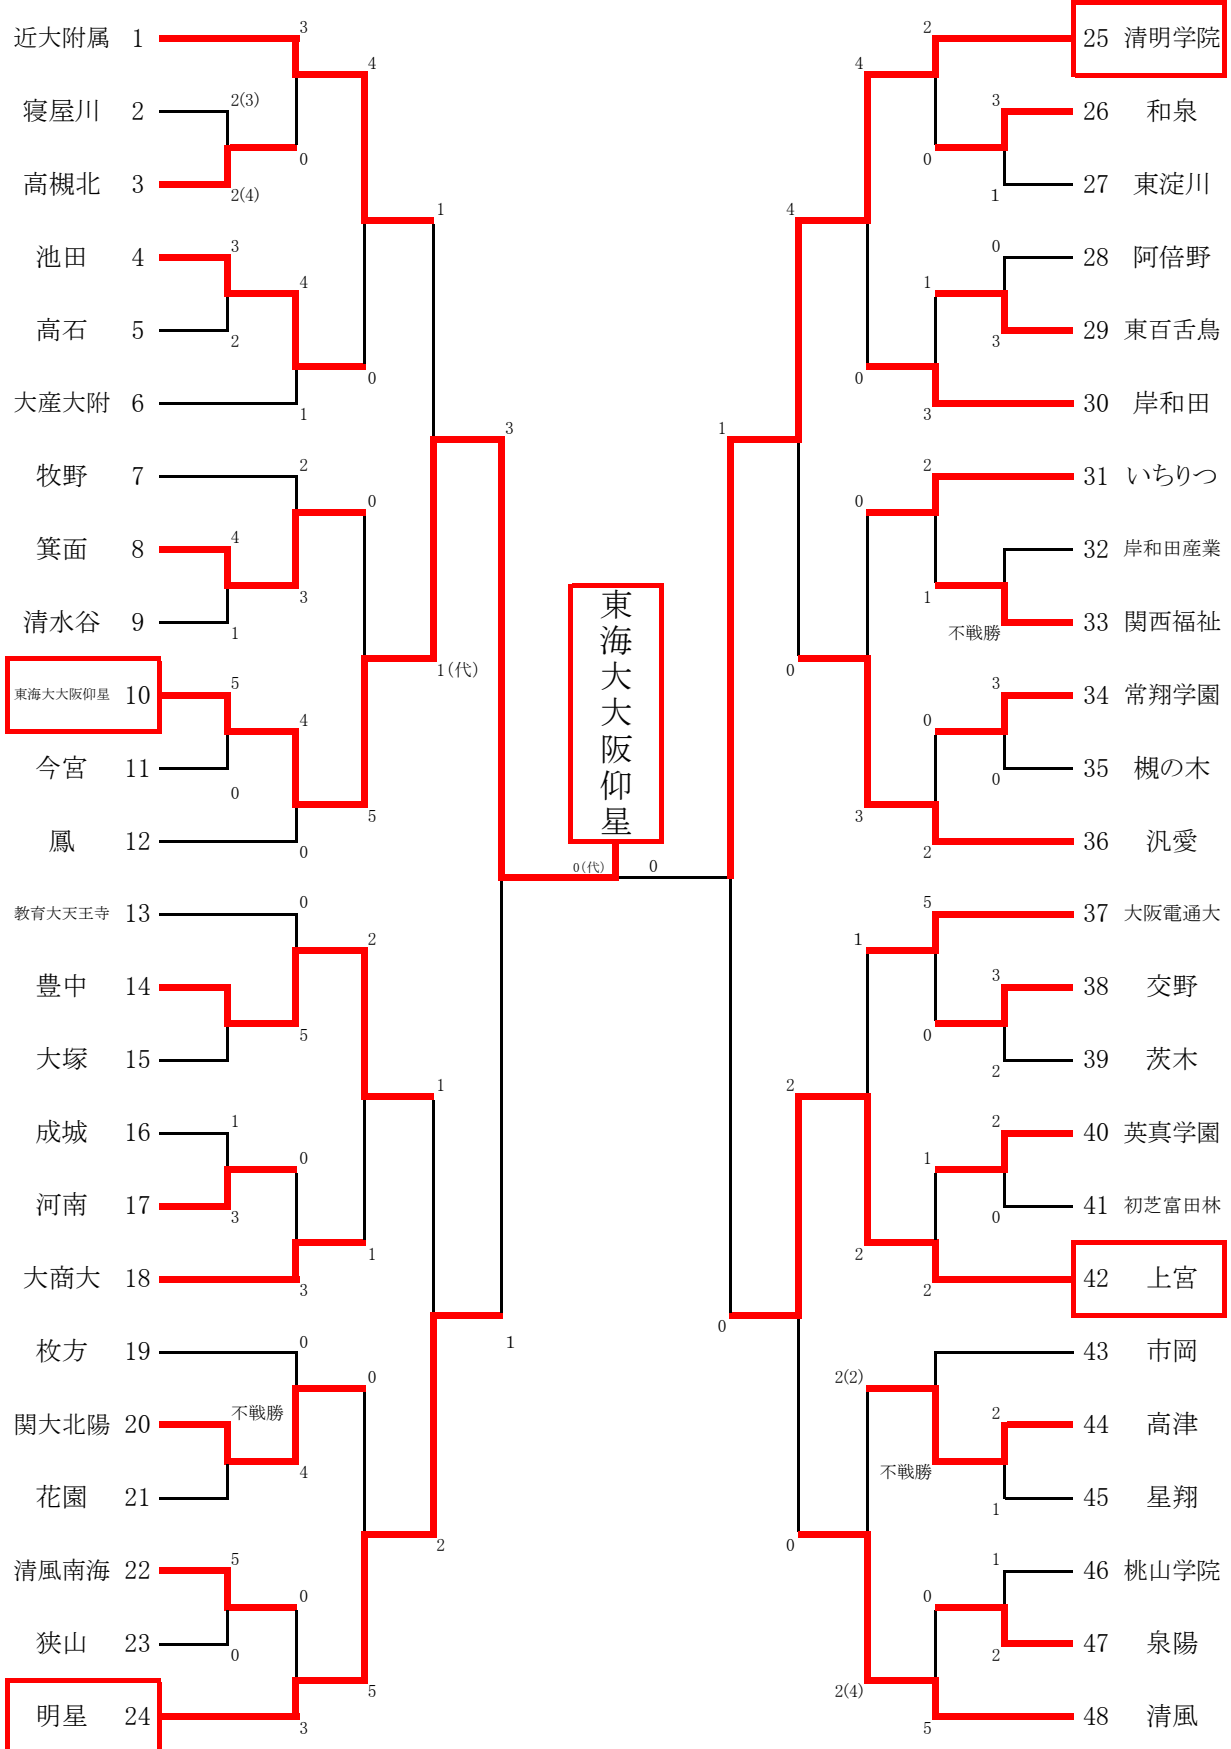 近大附属 1
寝屋川 2
高槻北 3
池田 4
高石 5
大産大附 6
牧野 7
箕面 8
清水谷 9
東海大大阪仰星 10
今宮 11
鳳 12
教育大天王寺 13
豊中 14
大塚 15
成城 16
河南 17
大商大 18
枚方 19
関大北陽 20
花園 21
清風南海 22
狭山 23
明星 24
3
2(3)
0
2(4)
3
4
2
1
2
4
3
1
5
4
0
0
0
5
1
0
3
3
0
不戦勝
4
5
0
0
3
4
0
0
5
2
1
0
5
1
1(代)
1
2
3
1
東海大大阪仰星
0(代)
0
1
0
4
0
2
0
4
0
0
3
1
2
2(2)
2(4)
2
3
0
1
0
1
3
3
2
1
不戦勝
3
0
0
2
5
3
0
2
2
1
0
2
2
不戦勝
1
1
0
2
5
25 清明学院
26 和泉
27 東淀川
28 阿倍野
29 東百舌鳥
30 岸和田
31 いちりつ
32 岸和田産業
33 関西福祉
34 常翔学園
35 槻の木
36 汎愛
37 大阪電通大
38 交野
39 茨木
40 英真学園
41 初芝富田林
42 上宮
43 市岡
44 高津
45 星翔
46 桃山学院
47 泉陽
48 清風